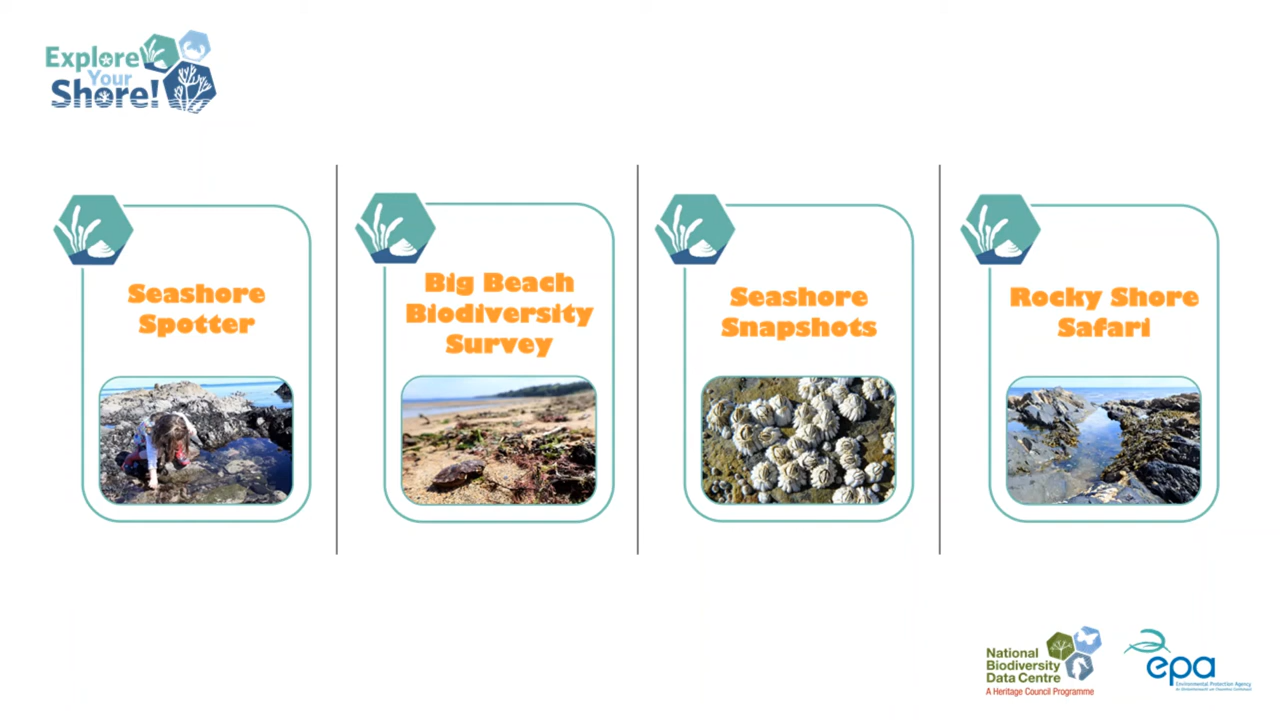 Explore
Your
Shore!
Seashore
Spotter
Big Beach
Biodiversity
Survey
Seashore
Snapshots
Rocky Shore
Safari
National
Biodiversity
Data Centre
A Heritage Council Programme
epa
Environmental Protection Agency